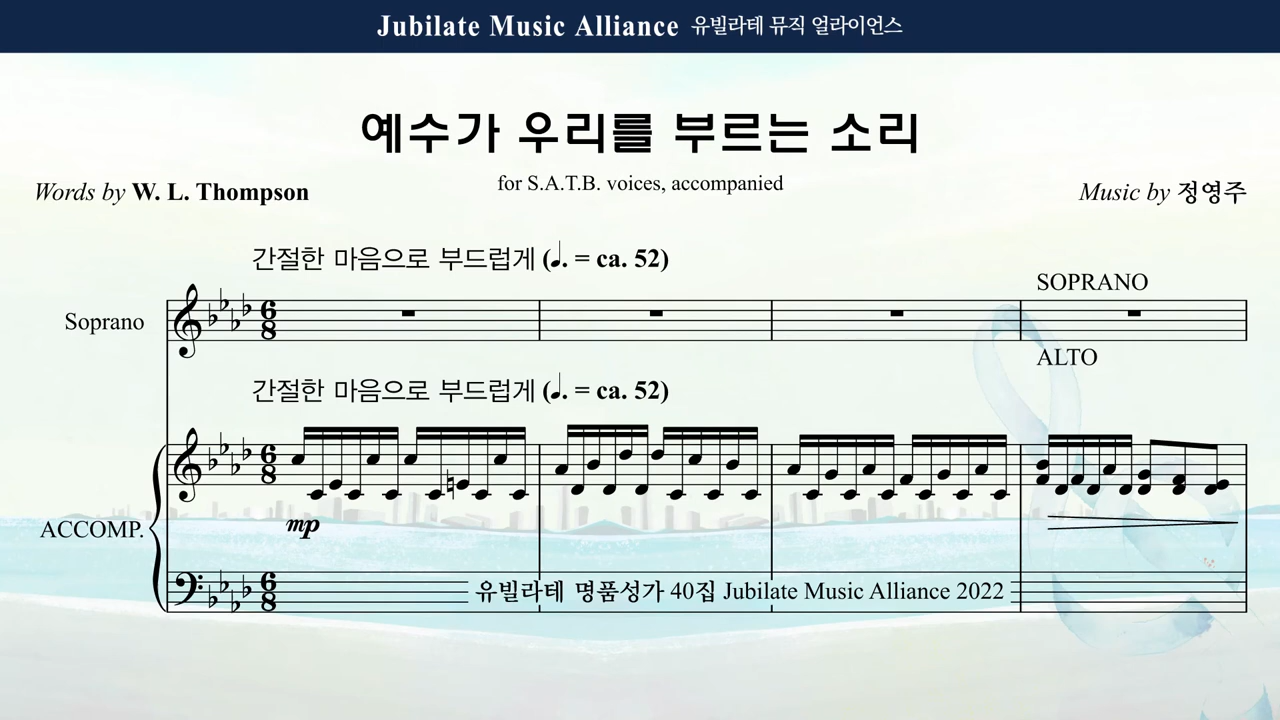 Jubilate Music Alliance 유빌라테 뮤직 얼라이언스
예수가 우리를 부르는 소리
for S.A.T.B. voices, accompanied
Words by W. L. Thompson
Music by 정영주
간절한 마음으로 부드럽게 (♩. = ca. 52)
SOPRANO
Soprano
ALTO
간절한 마음으로 부드럽게 (♩. = ca. 52)
mp
ACCOMP.
유빌라테 명품성가 40집 Jubilate Music Alliance 2022